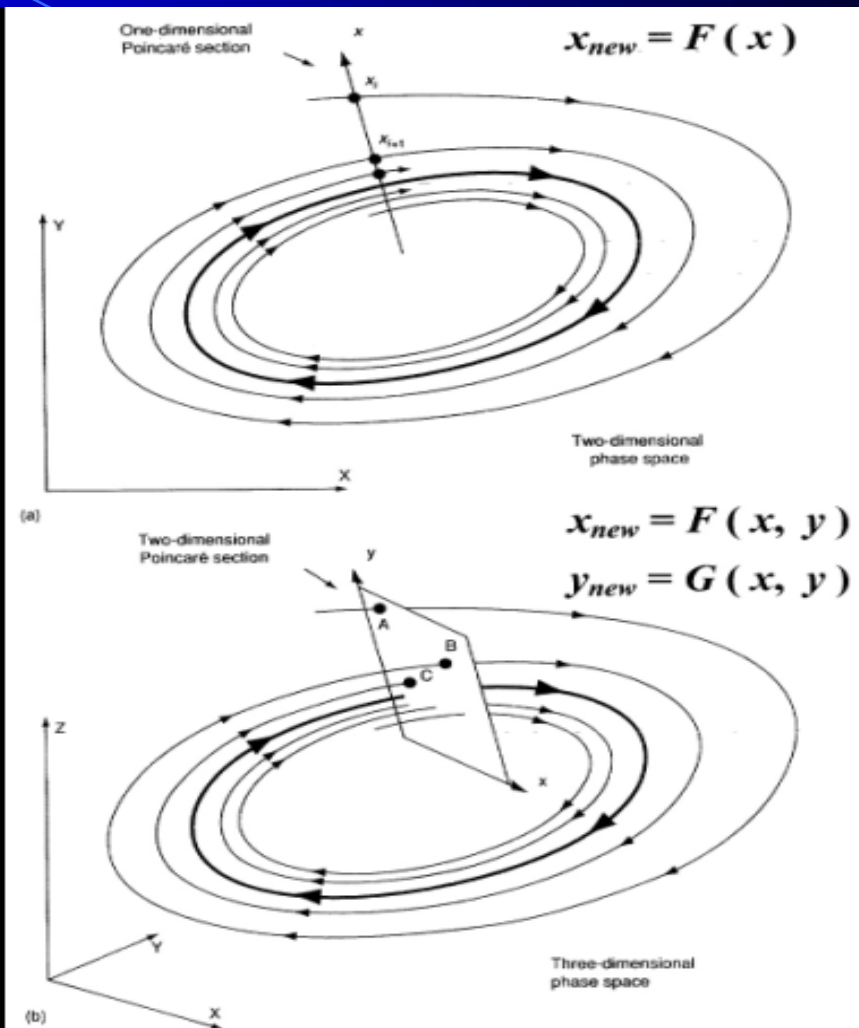 One-dimensional
Poincaré section
x
x_new = F ( x )
x_i
x_{i+1}
Y
X
Two-dimensional
phase space
(a)
x_new = F ( x, y )
y_new = G ( x, y )
Two-dimensional
Poincaré section
y
A
B
C
x
Z
Y
X
Three-dimensional
phase space
(b)